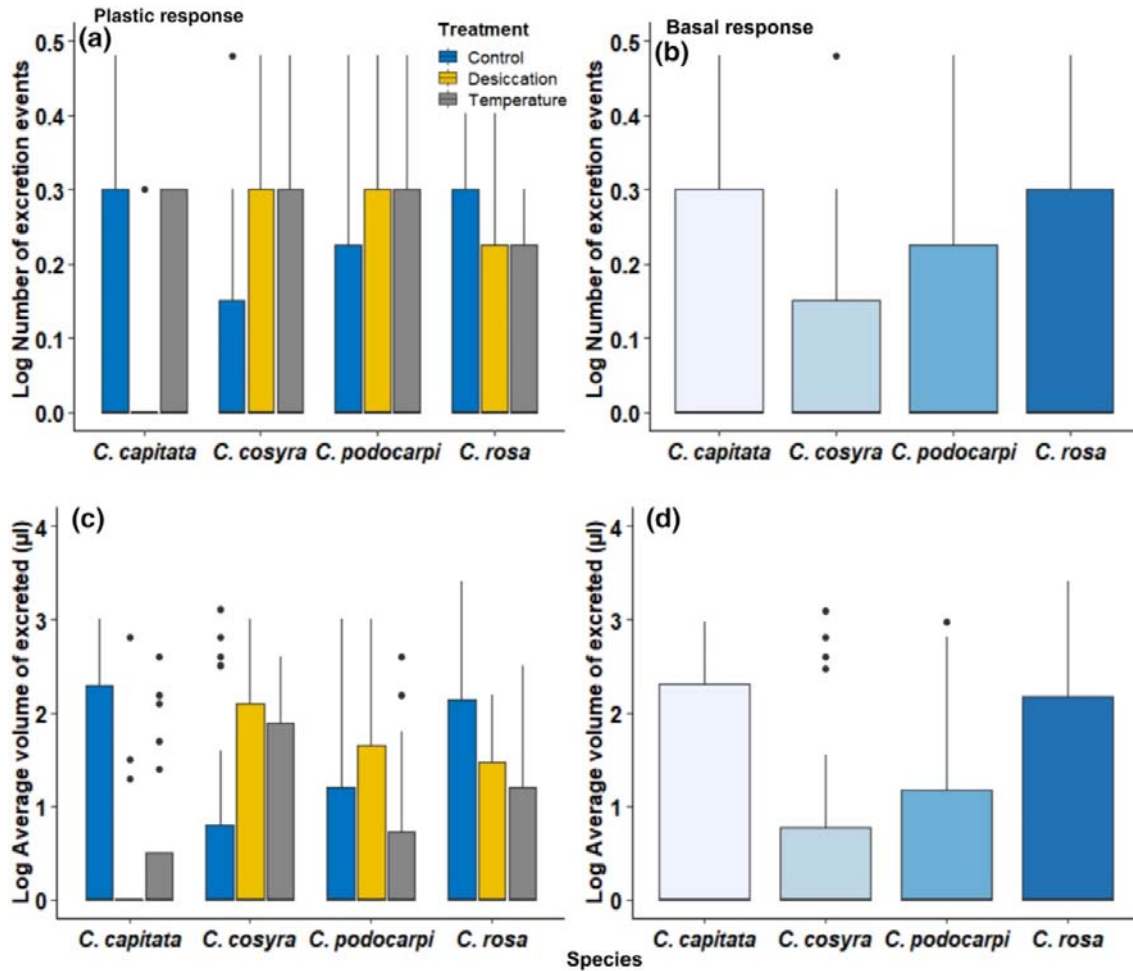 Plastic response
(a)
Treatment
Control
Desiccation
Temperature
Log Number of excretion events
0.5
0.4
0.3
0.2
0.1
0.0
C. capitata C. cosyra C. podocarpi C. rosa
Basal response
(b)
Log Number of excretion events
0.5
0.4
0.3
0.2
0.1
0.0
C. capitata C. cosyra C. podocarpi C. rosa
(c)
Log Average volume of excreted (µl)
4
3
2
1
0
C. capitata C. cosyra C. podocarpi C. rosa
(d)
Log Average volume of excreted (µl)
4
3
2
1
0
C. capitata C. cosyra C. podocarpi C. rosa
Species